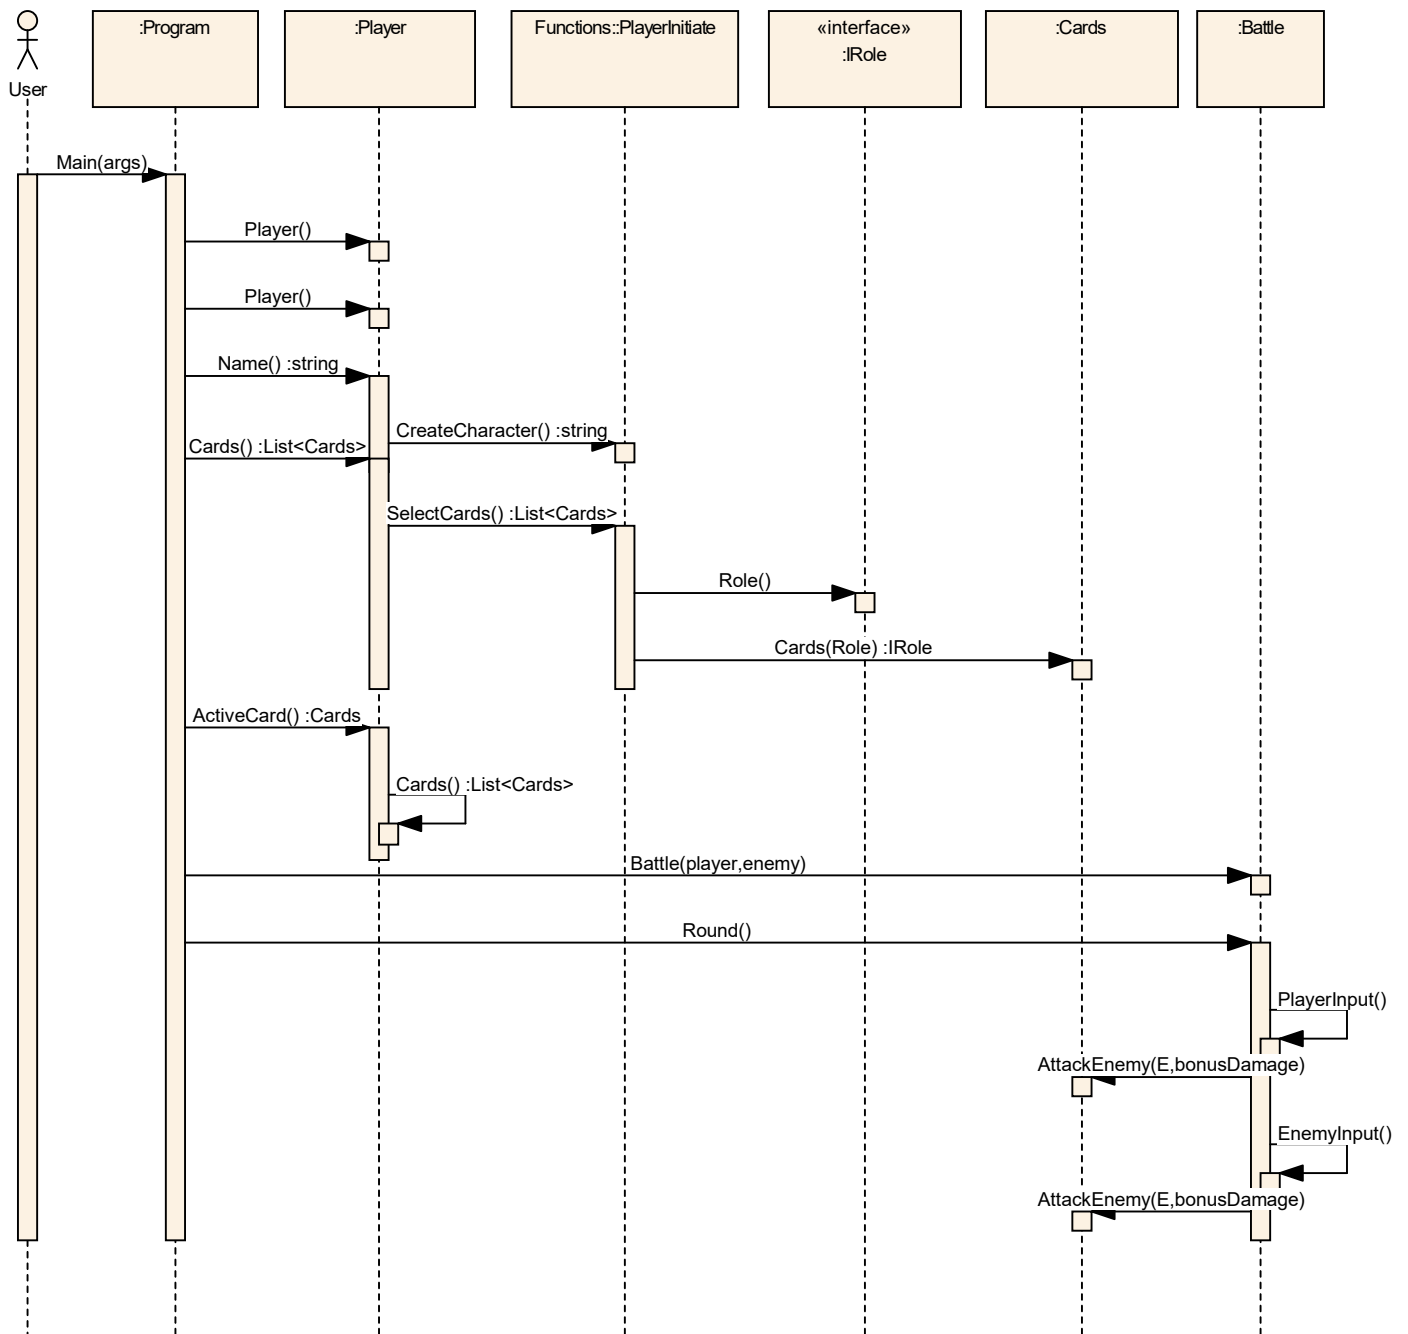 User
:Program
:Player
Functions::PlayerInitiate
«interface»
:IRole
:Cards
:Battle
Main(args)
Player()
Player()
Name() :string
CreateCharacter() :string
Cards() :List<Cards>
SelectCards() :List<Cards>
Role()
Cards(Role) :IRole
ActiveCard() :Cards
Cards() :List<Cards>
Battle(player,enemy)
Round()
PlayerInput()
AttackEnemy(E,bonusDamage)
EnemyInput()
AttackEnemy(E,bonusDamage)